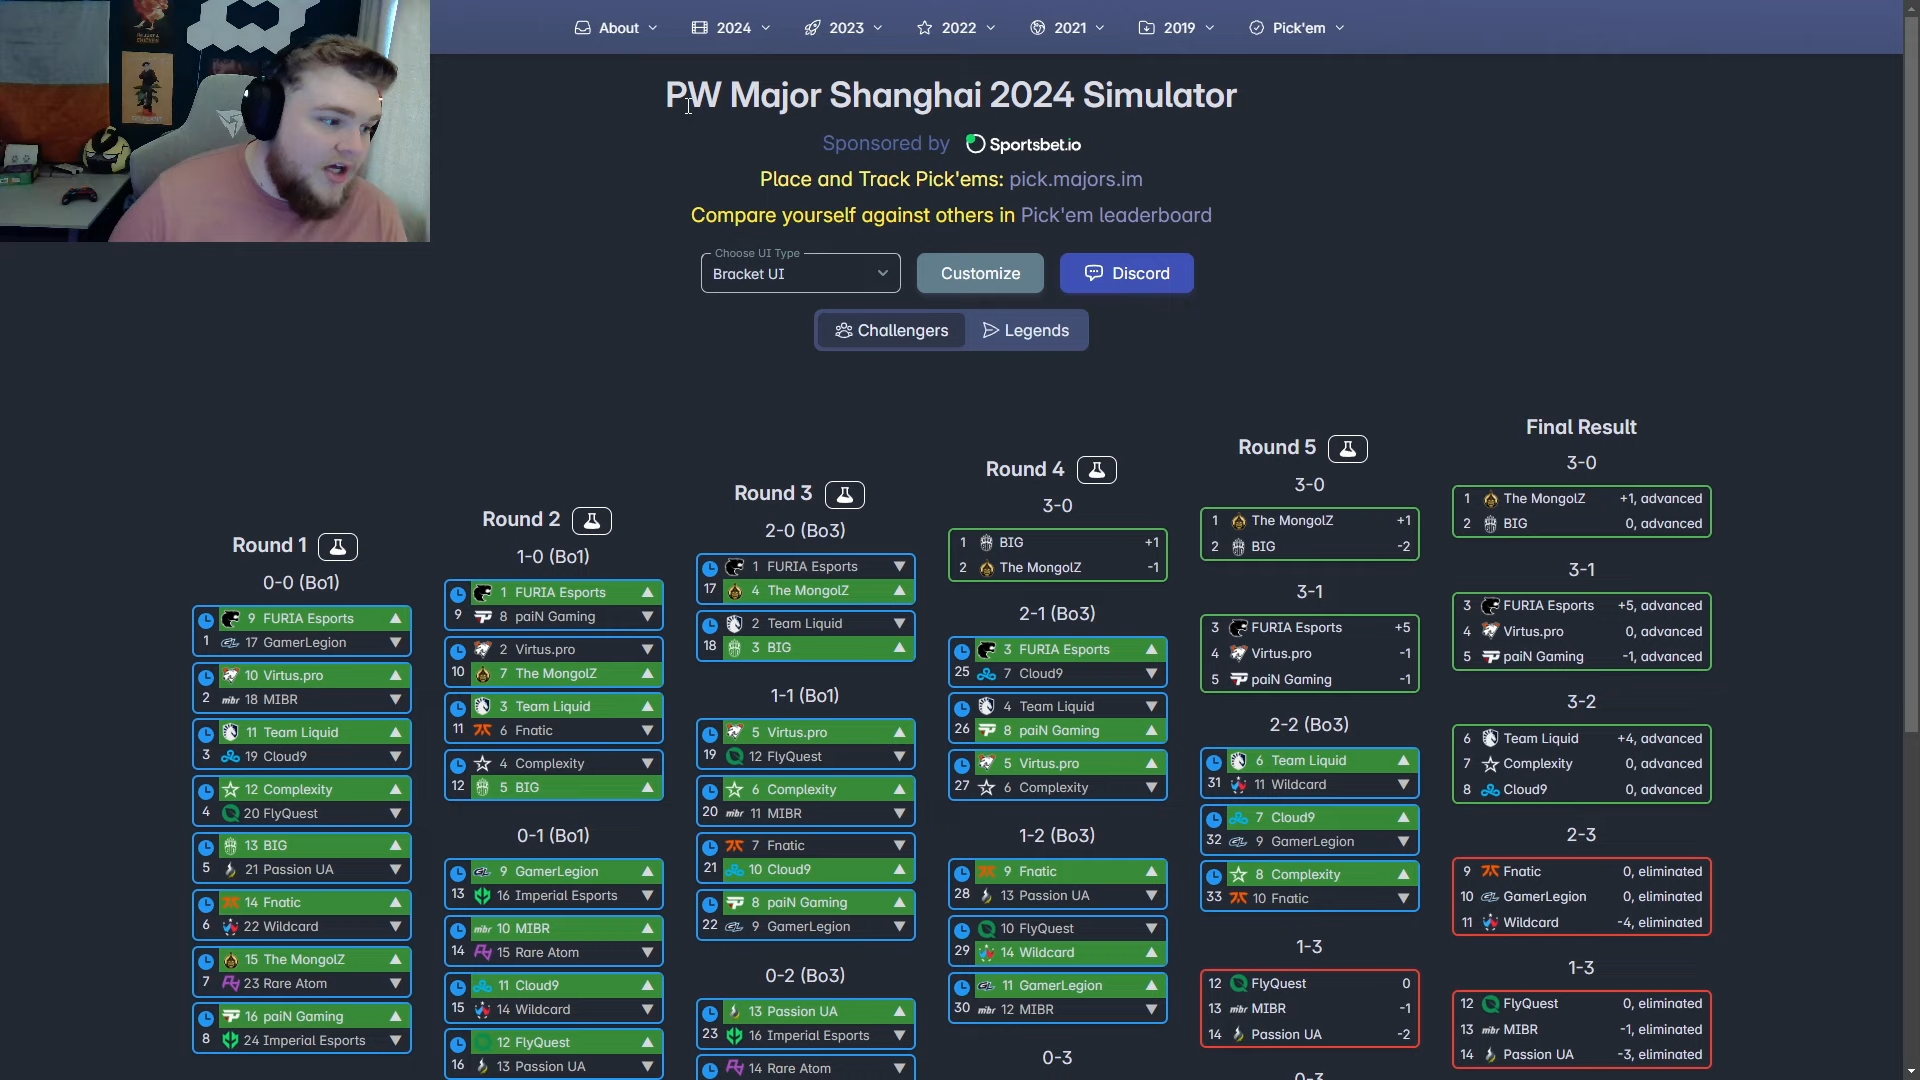 About
2024
2023
2022
2021
2019
Pick'em
PW Major Shanghai 2024 Simulator
Sponsored by Sportsbet.io
Place and Track Pick'ems: pick.majors.im
Compare yourself against others in Pick'em leaderboard
Choose UI Type
Bracket UI
Customize
Discord
Challengers
Legends
Round 1
0-0 (Bo1)
9 FURIA Esports
1 17 GamerLegion
10 Virtus.pro
2 mibr 18 MIBR
11 Team Liquid
3 19 Cloud9
12 Complexity
4 20 FlyQuest
13 BIG
5 21 Passion UA
14 Fnatic
6 22 Wildcard
15 The MongolZ
7 23 Rare Atom
16 paiN Gaming
8 24 Imperial Esports
Round 2
1-0 (Bo1)
1 FURIA Esports
9 8 paiN Gaming
2 Virtus.pro
10 7 The MongolZ
3 Team Liquid
11 6 Fnatic
4 Complexity
12 5 BIG
0-1 (Bo1)
9 GamerLegion
13 16 Imperial Esports
mibr 10 MIBR
14 15 Rare Atom
11 Cloud9
15 14 Wildcard
12 FlyQuest
16 13 Passion UA
Round 3
2-0 (Bo3)
1 FURIA Esports
17 4 The MongolZ
2 Team Liquid
18 3 BIG
1-1 (Bo1)
5 Virtus.pro
19 12 FlyQuest
6 Complexity
20 mibr 11 MIBR
7 Fnatic
21 10 Cloud9
8 paiN Gaming
22 9 GamerLegion
0-2 (Bo3)
13 Passion UA
23 16 Imperial Esports
14 Rare Atom
Round 4
3-0
1 BIG +1
2 The MongolZ -1
2-1 (Bo3)
3 FURIA Esports
25 7 Cloud9
4 Team Liquid
26 8 paiN Gaming
5 Virtus.pro
27 6 Complexity
1-2 (Bo3)
9 Fnatic
28 13 Passion UA
10 FlyQuest
29 14 Wildcard
11 GamerLegion
30 mibr 12 MIBR
0-3
Round 5
3-0
1 The MongolZ +1
2 BIG -2
3-1
3 FURIA Esports +5
4 Virtus.pro -1
5 paiN Gaming -1
2-2 (Bo3)
6 Team Liquid
31 11 Wildcard
7 Cloud9
32 9 GamerLegion
8 Complexity
33 10 Fnatic
1-3
12 FlyQuest 0
13 mibr MIBR -1
14 Passion UA -2
0-3
Final Result
3-0
1 The MongolZ +1, advanced
2 BIG 0, advanced
3-1
3 FURIA Esports +5, advanced
4 Virtus.pro 0, advanced
5 paiN Gaming -1, advanced
3-2
6 Team Liquid +4, advanced
7 Complexity 0, advanced
8 Cloud9 0, advanced
2-3
9 Fnatic 0, eliminated
10 GamerLegion 0, eliminated
11 Wildcard -4, eliminated
1-3
12 FlyQuest 0, eliminated
13 mibr MIBR -1, eliminated
14 Passion UA -3, eliminated